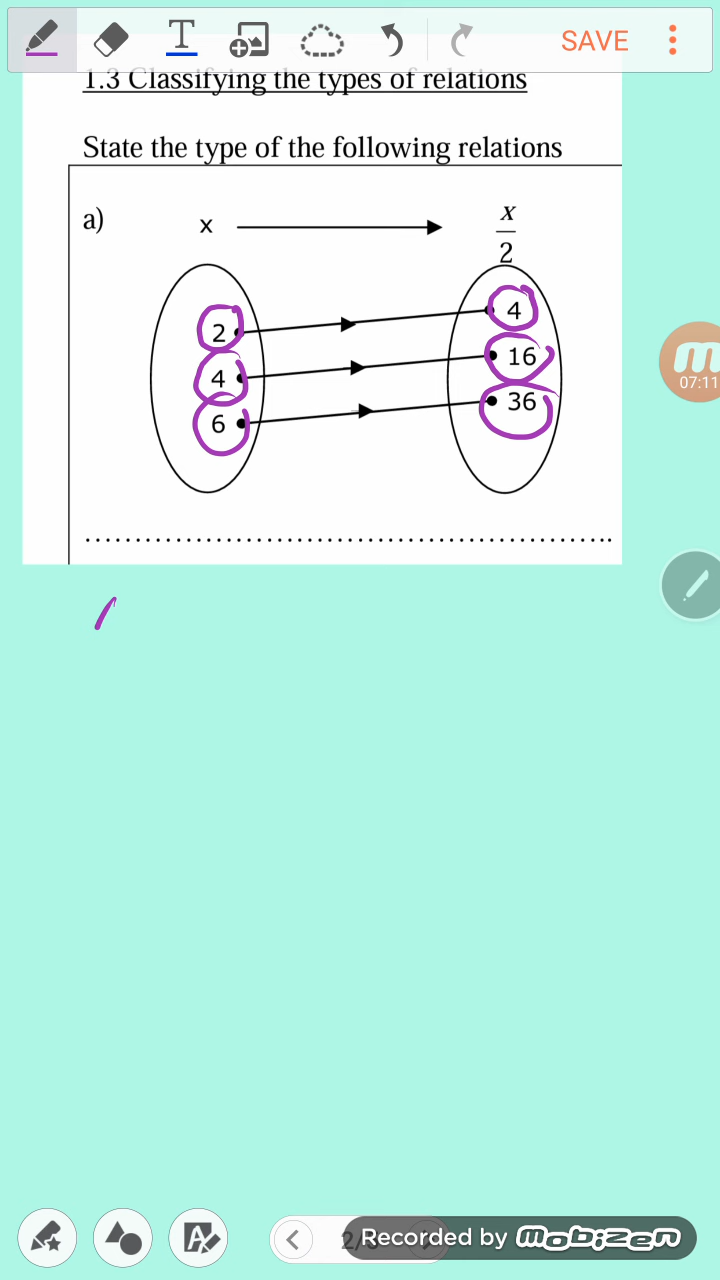 T SAVE
1.3 Classifying the types of relations
State the type of the following relations
a) x x/2
2 4
4 16
6 36
07:11
Recorded by mobizen